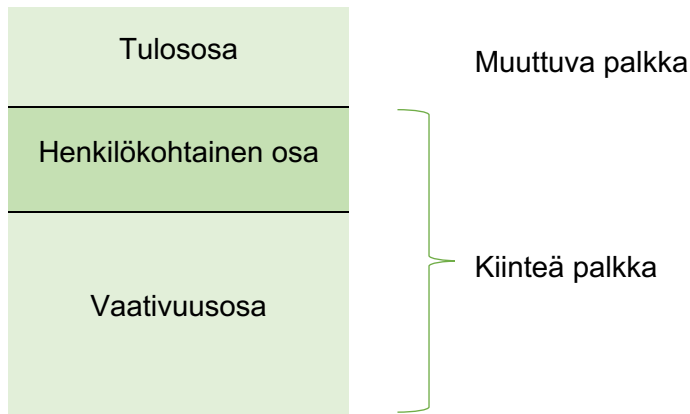 Tulososa
Muuttuva palkka
Henkilökohtainen osa
Kiinteä palkka
Vaativuusosa